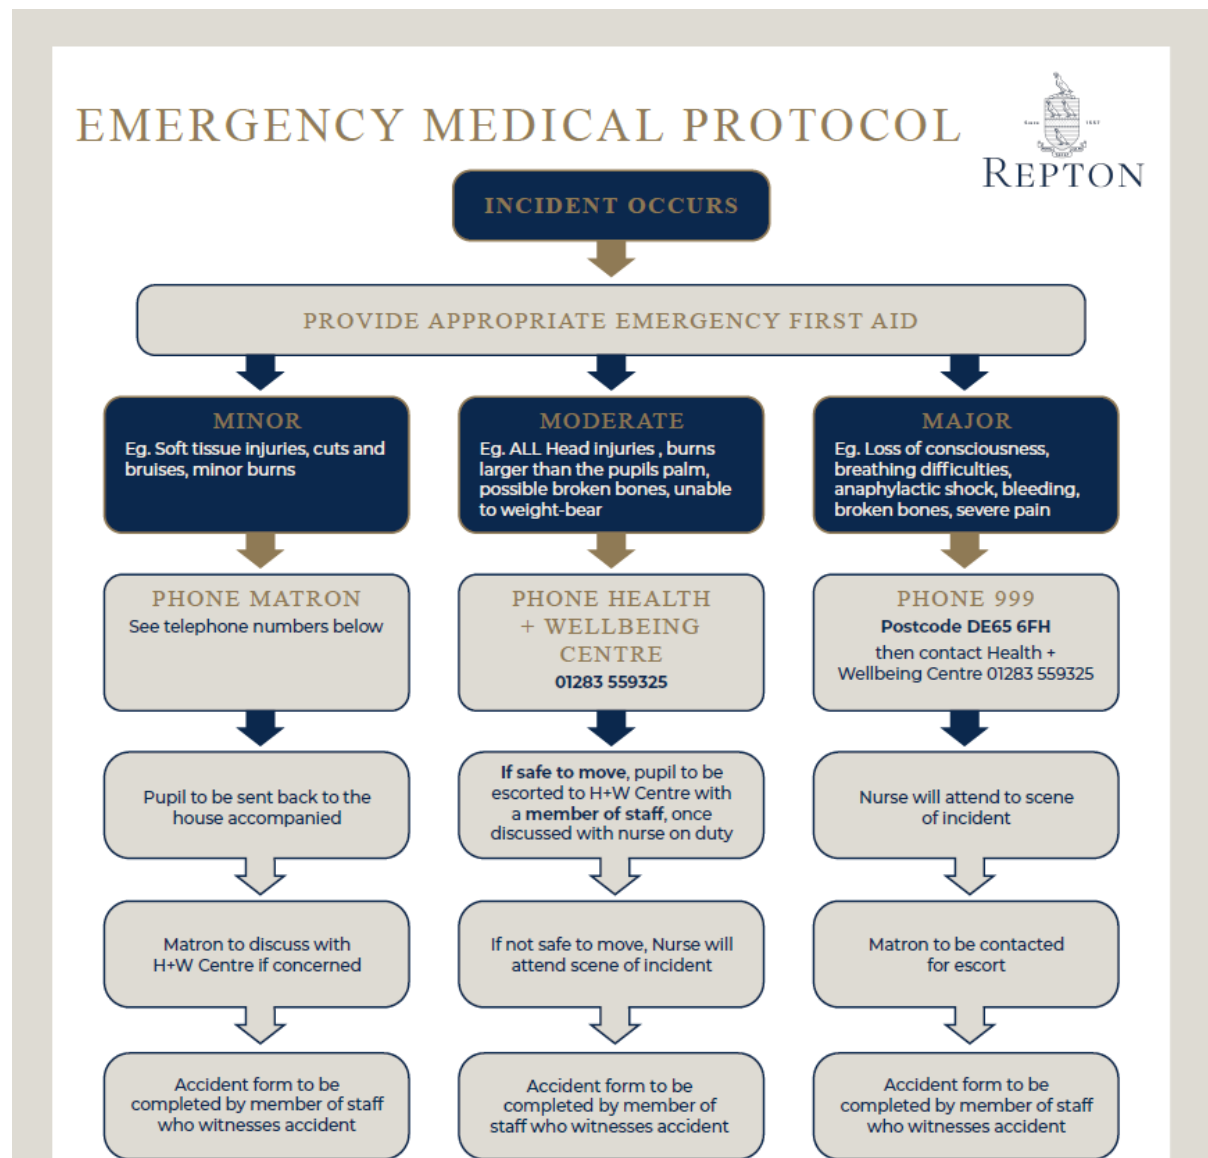 EMERGENCY MEDICAL PROTOCOL
REPTON
INCIDENT OCCURS
PROVIDE APPROPRIATE EMERGENCY FIRST AID
MINOR
Eg. Soft tissue injuries, cuts and
bruises, minor burns
PHONE MATRON
See telephone numbers below
Pupil to be sent back to the
house accompanied
Matron to discuss with
H+W Centre if concerned
Accident form to be
completed by member of staff
who witnesses accident
MODERATE
Eg. ALL Head injuries , burns
larger than the pupils palm,
possible broken bones, unable
to weight-bear
PHONE HEALTH
+ WELLBEING
CENTRE
01283 559325
If safe to move, pupil to be
escorted to H+W Centre with
a member of staff, once
discussed with nurse on duty
If not safe to move, Nurse will
attend scene of incident
Accident form to be
completed by member of
staff who witnesses accident
MAJOR
Eg. Loss of consciousness,
breathing difficulties,
anaphylactic shock, bleeding,
broken bones, severe pain
PHONE 999
Postcode DE65 6FH
then contact Health +
Wellbeing Centre 01283 559325
Nurse will attend to scene
of incident
Matron to be contacted
for escort
Accident form to be
completed by member of staff
who witnesses accident